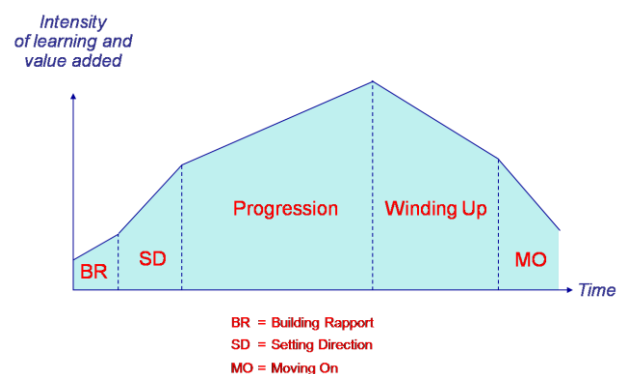 Intensity
of learning and
value added
Progression
Winding Up
BR
SD
MO
Time
BR = Building Rapport
SD = Setting Direction
MO = Moving On